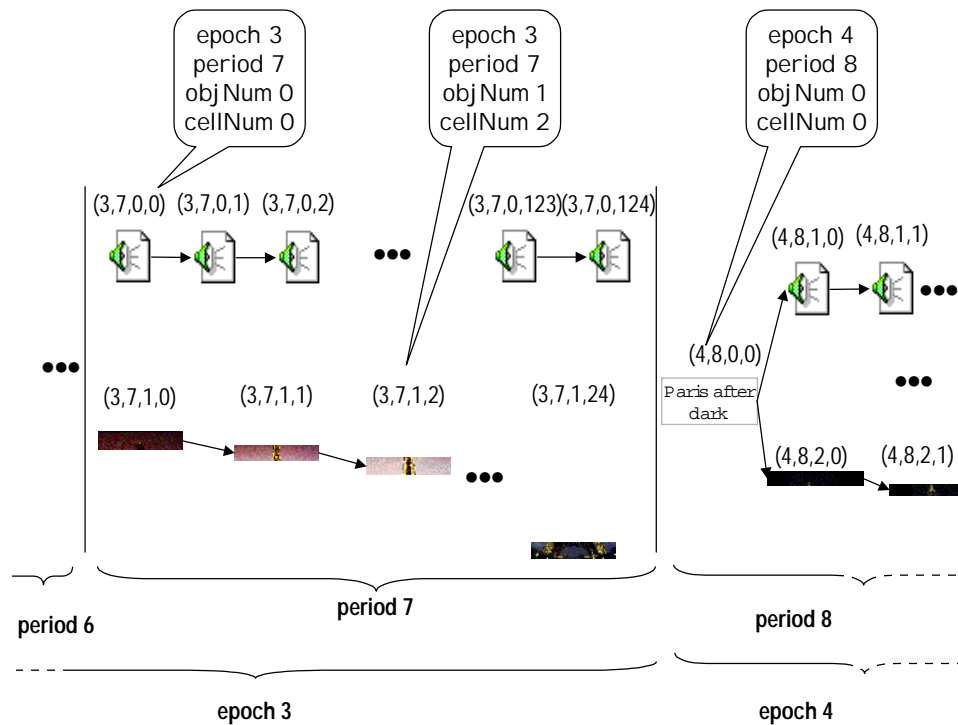 epoch 3
period 7
objNum 0
cellNum 0
epoch 3
period 7
objNum 1
cellNum 2
epoch 4
period 8
objNum 0
cellNum 0
(3,7,0,0) (3,7,0,1) (3,7,0,2) (3,7,0,123) (3,7,0,124)
(4,8,1,0) (4,8,1,1)
(4,8,0,0)
(3,7,1,0) (3,7,1,1) (3,7,1,2) (3,7,1,24)
Paris after
dark
(4,8,2,0) (4,8,2,1)
period 6 period 7 period 8
epoch 3 epoch 4